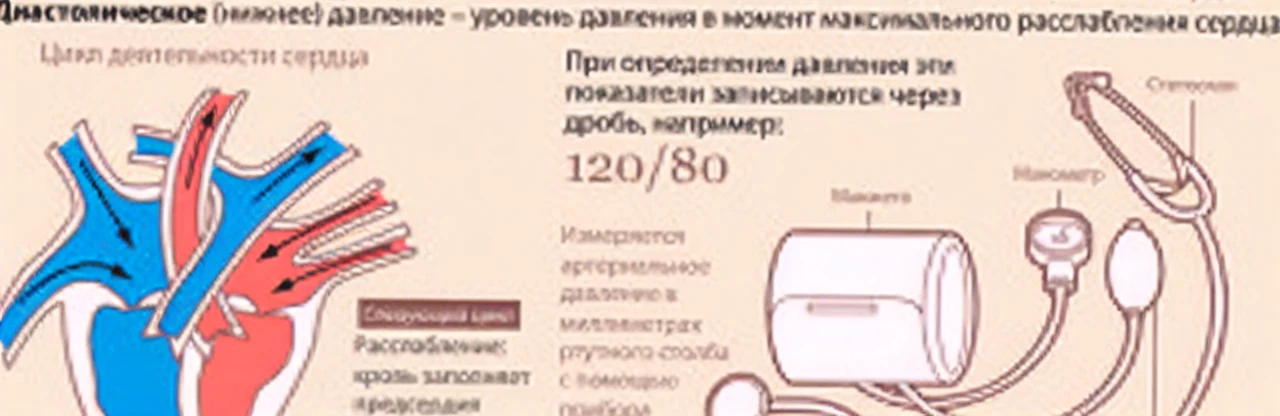 Диастолическое (нижнее) давление – уровень давления в момент максимального расслабления сердца
Цикл деятельности сердца
При определении давления эти
показатели записываются через
дробь, например:
120/80
Стетоскоп
Манометр
Манжета
Измеряется
артериальное
давление в
миллиметрах
ртутного столба
с помощью
прибора
Следующий цикл
Расслабление:
кровь заполняет
предсердия